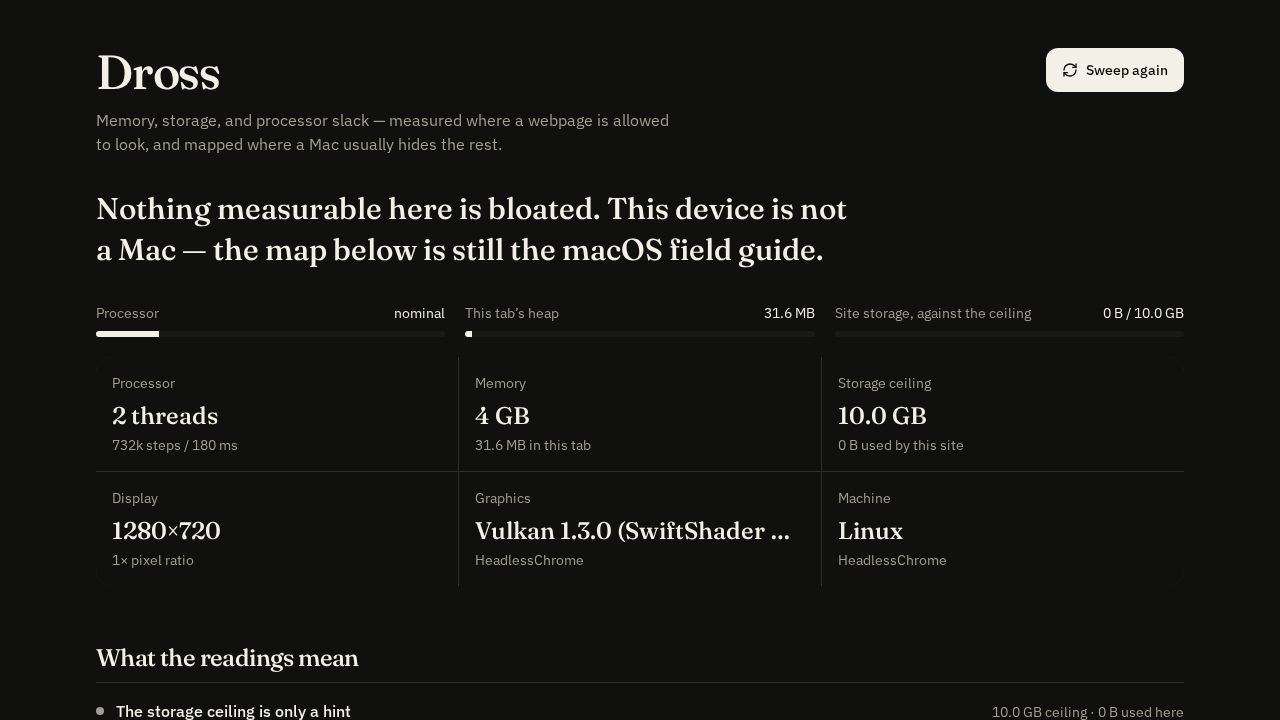 Dross
Sweep again
Memory, storage, and processor slack — measured where a webpage is allowed
to look, and mapped where a Mac usually hides the rest.
Nothing measurable here is bloated. This device is not
a Mac — the map below is still the macOS field guide.
Processor nominal
This tab’s heap 31.6 MB
Site storage, against the ceiling 0 B / 10.0 GB
Processor
2 threads
732k steps / 180 ms
Memory
4 GB
31.6 MB in this tab
Storage ceiling
10.0 GB
0 B used by this site
Display
1280×720
1× pixel ratio
Graphics
Vulkan 1.3.0 (SwiftShader ...
HeadlessChrome
Machine
Linux
HeadlessChrome
What the readings mean
The storage ceiling is only a hint
10.0 GB ceiling · 0 B used here